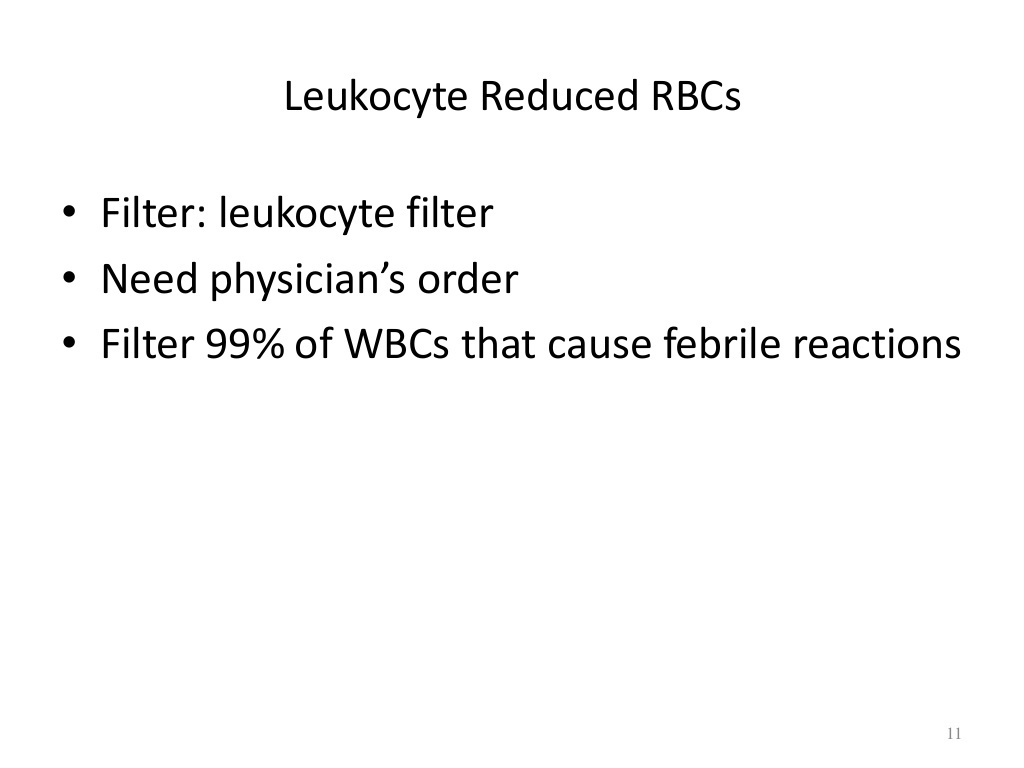 Leukocyte Reduced RBCs
• Filter: leukocyte filter
• Need physician’s order
• Filter 99% of WBCs that cause febrile reactions
11